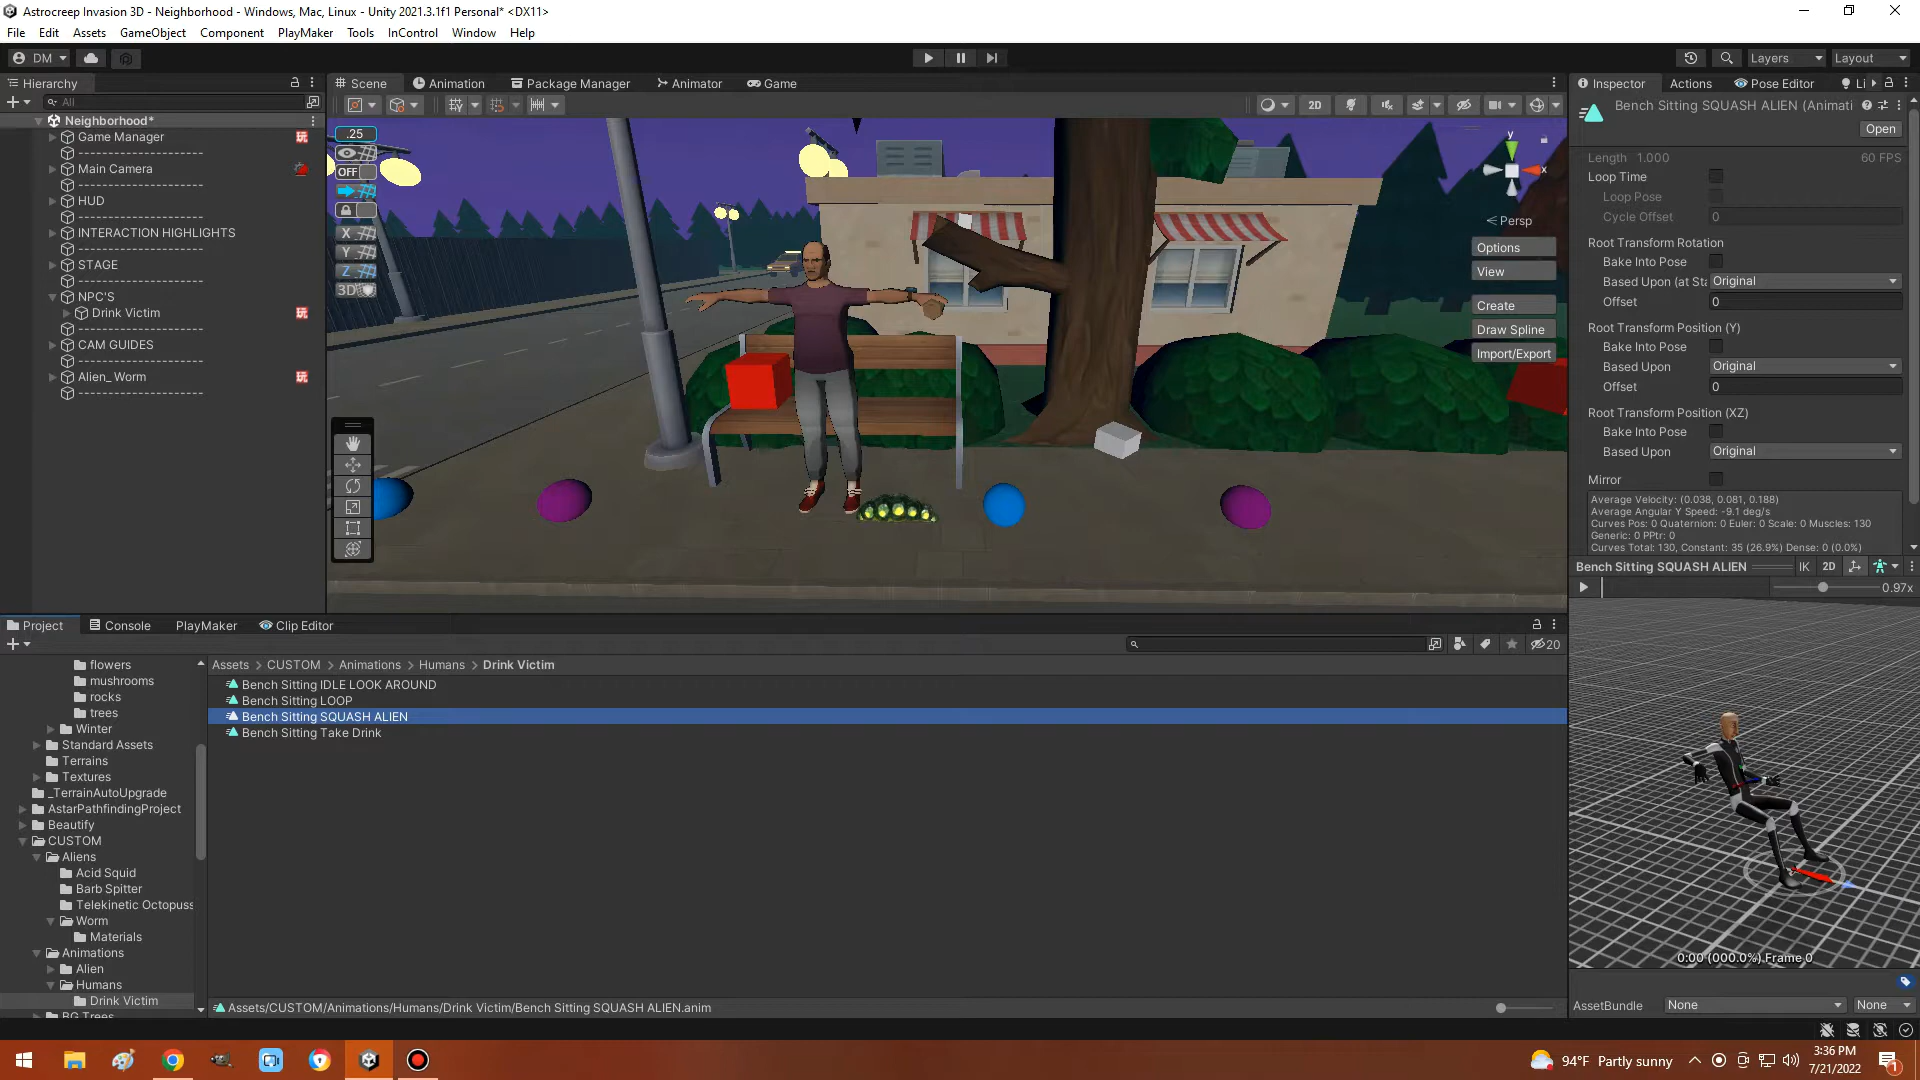 Astrocreep Invasion 3D - Neighborhood - Windows, Mac, Linux - Unity 2021.3.1f1 Personal* <DX11>
File Edit Assets GameObject Component PlayMaker Tools InControl Window Help
DM Layers Layout
Hierarchy
All
Neighborhood*
Game Manager
--------------------
Main Camera
--------------------
HUD
--------------------
INTERACTION HIGHLIGHTS
--------------------
STAGE
--------------------
NPC'S
Drink Victim
--------------------
CAM GUIDES
--------------------
Alien_ Worm
--------------------
Scene Animation Package Manager Animator Game
2D
.25
OFF
X
Y
Z
3D
y
x
< Persp
Options
View
Create
Draw Spline
Import/Export
Inspector Actions Pose Editor Li
Bench Sitting SQUASH ALIEN (Animati
Open
Length 1.000 60 FPS
Loop Time
Loop Pose
Cycle Offset 0
Root Transform Rotation
Bake Into Pose
Based Upon (at Sta Original
Offset 0
Root Transform Position (Y)
Bake Into Pose
Based Upon Original
Offset 0
Root Transform Position (XZ)
Bake Into Pose
Based Upon Original
Mirror
Average Velocity: (0.038, 0.081, 0.188)
Average Angular Y Speed: -9.1 deg/s
Curves Pos: 0 Quaternion: 0 Euler: 0 Scale: 0 Muscles: 130
Generic: 0 PPtr: 0
Curves Total: 130, Constant: 35 (26.9%) Dense: 0 (0.0%)
Bench Sitting SQUASH ALIEN IK 2D
0.97x
0:00 (000.0%) Frame 0
AssetBundle None None
Project Console PlayMaker Clip Editor
20
flowers
mushrooms
rocks
trees
Winter
Standard Assets
Terrains
Textures
_TerrainAutoUpgrade
AstarPathfindingProject
Beautify
CUSTOM
Aliens
Acid Squid
Barb Spitter
Telekinetic Octopuss
Worm
Materials
Animations
Alien
Humans
Drink Victim
BG Trees
Assets > CUSTOM > Animations > Humans > Drink Victim
Bench Sitting IDLE LOOK AROUND
Bench Sitting LOOP
Bench Sitting SQUASH ALIEN
Bench Sitting Take Drink
Assets/CUSTOM/Animations/Humans/Drink Victim/Bench Sitting SQUASH ALIEN.anim
94°F Partly sunny
3:36 PM
7/21/2022
1